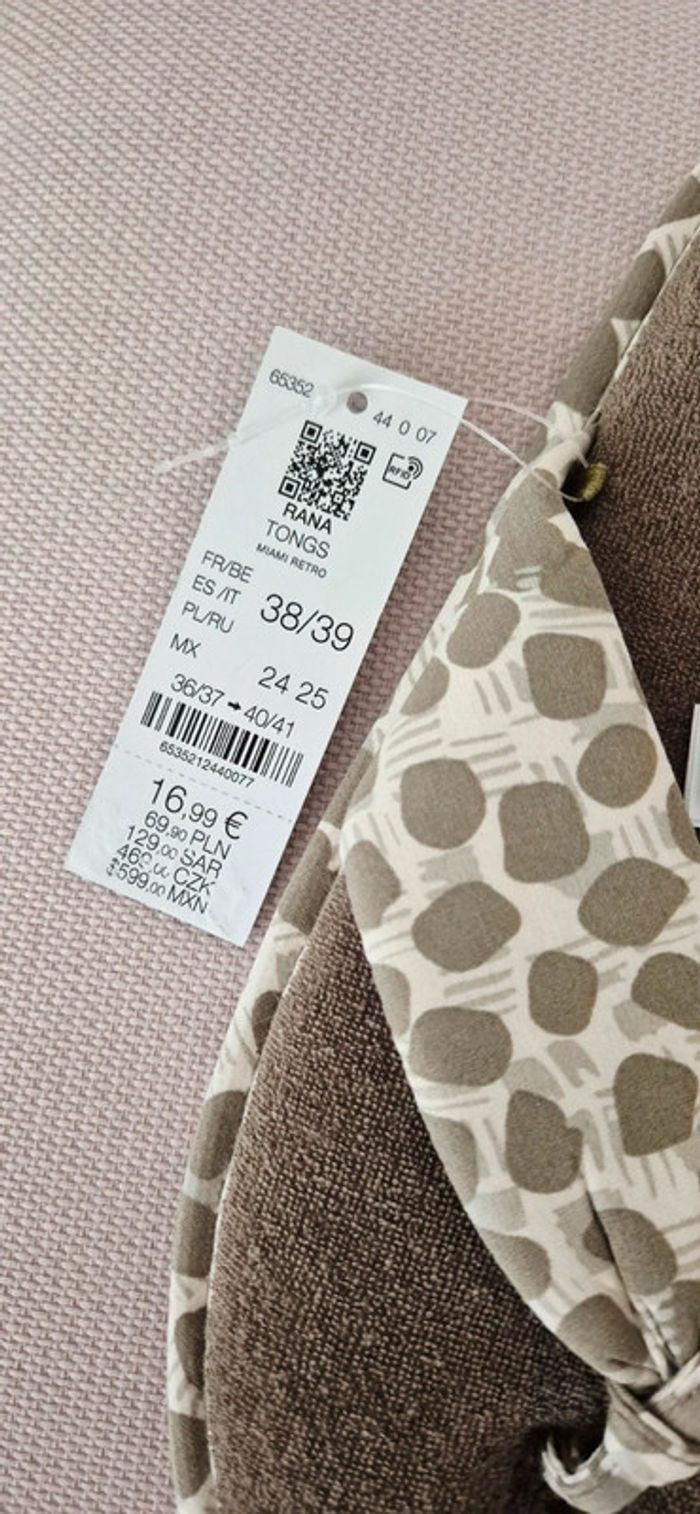 65352
44 0 07
RFID
RANA
TONGS
MIAMI RETRO
FR/BE
ES /IT 38/39
PL/RU
MX 24 25
36/37 → 40/41
6535212440077
16,99 €
69,90 PLN
129,00 SAR
CZK
$599,00 MXN